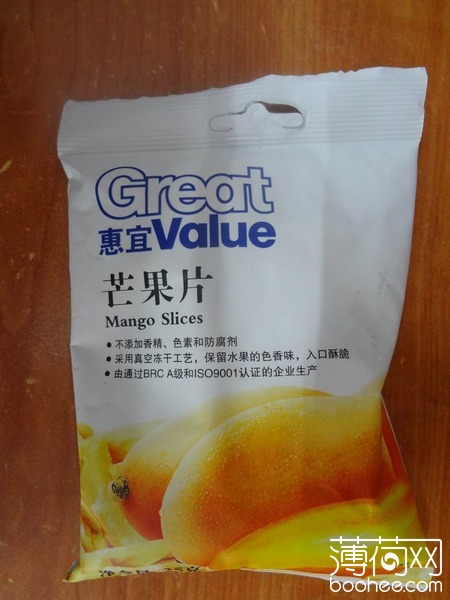 Great
惠宜Value
芒果片
Mango Slices
● 不添加香精、色素和防腐剂
● 采用真空冻干工艺，保留水果的色香味，入口酥脆
● 由通过BRC A级和ISO9001认证的企业生产
薄荷网
boohee.com